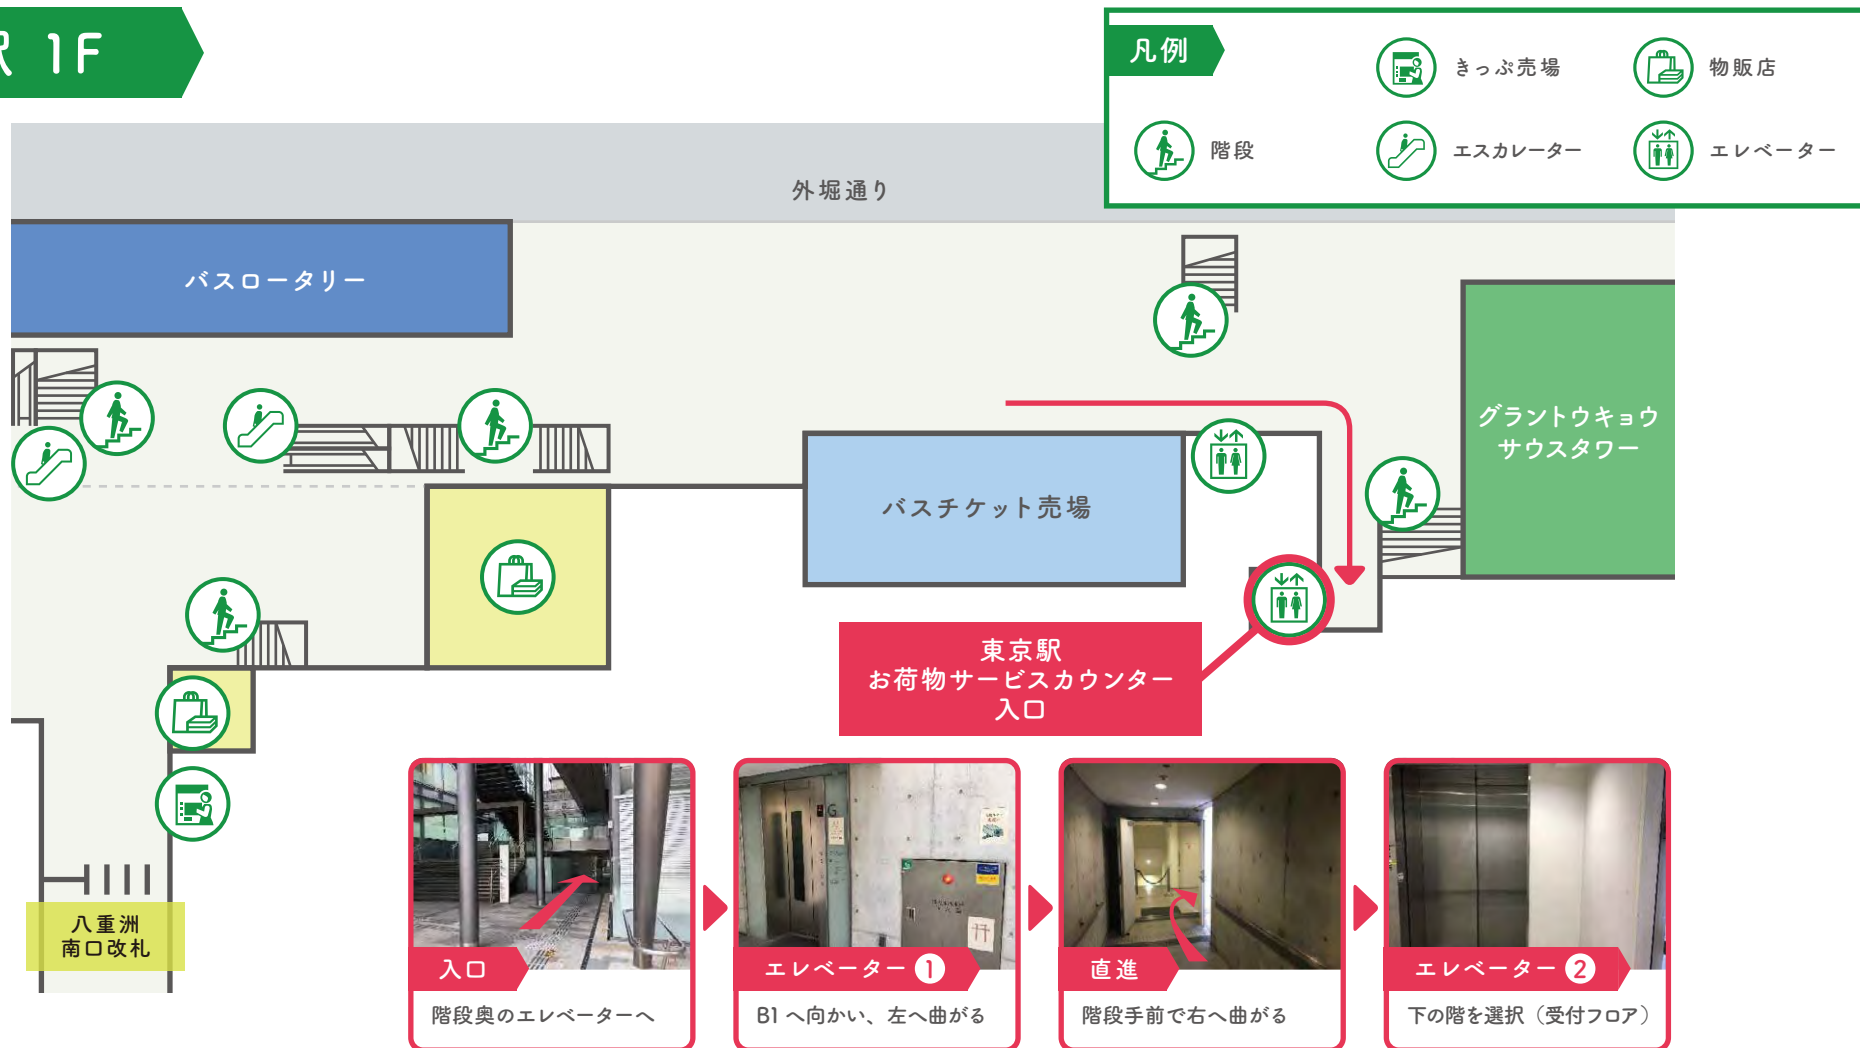 駅 1F
凡例
きっぷ売場
物販店
階段
エスカレーター
エレベーター
外堀通り
バスロータリー
グラントウキョウ
サウスタワー
バスチケット売場
東京駅
お荷物サービスカウンター
入口
八重洲
南口改札
入口
階段奥のエレベーターへ
エレベーター 1
B1 へ向かい、左へ曲がる
直進
階段手前で右へ曲がる
エレベーター 2
下の階を選択（受付フロア）